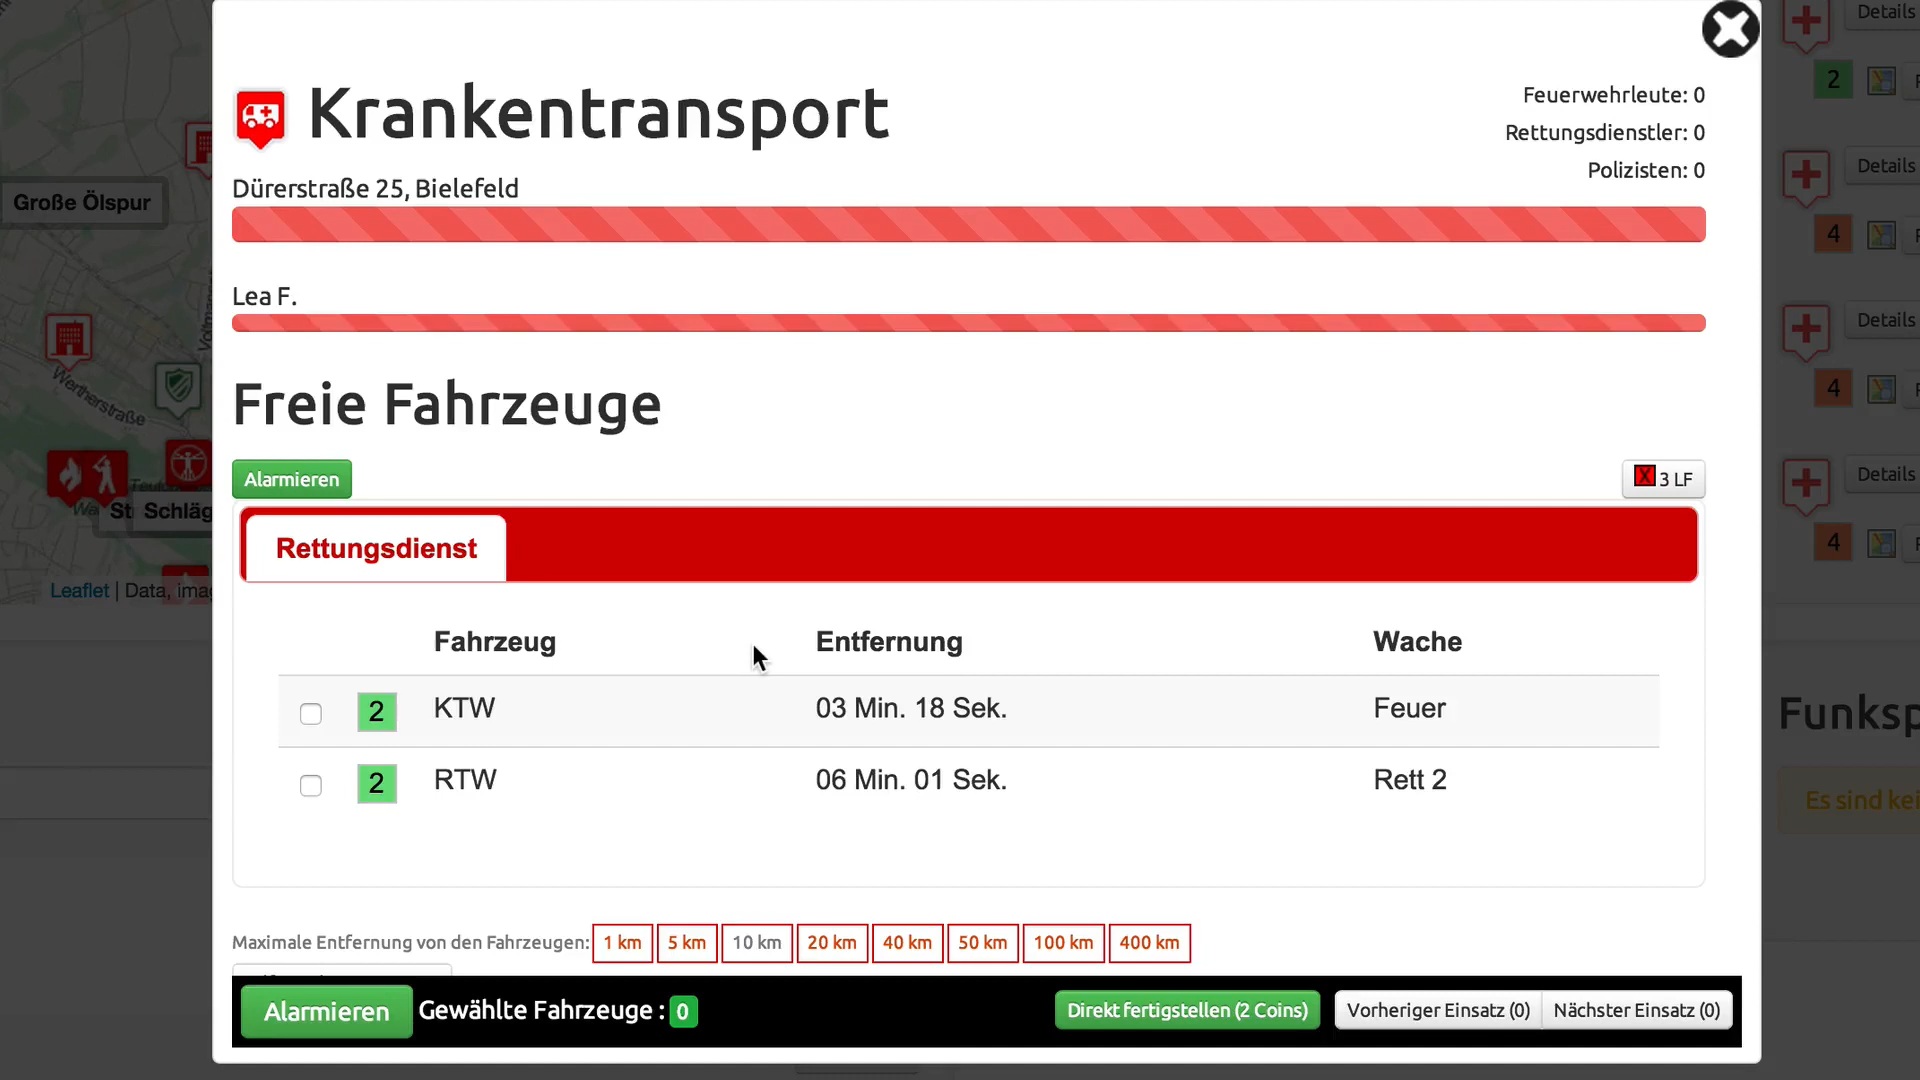 Krankentransport
Feuerwehrleute: 0
Rettungsdienstler: 0
Polizisten: 0
Dürerstraße 25, Bielefeld
Lea F.
Freie Fahrzeuge
Alarmieren
X 3 LF
Rettungsdienst
Fahrzeug Entfernung Wache
2 KTW 03 Min. 18 Sek. Feuer
2 RTW 06 Min. 01 Sek. Rett 2
Maximale Entfernung von den Fahrzeugen: 1 km 5 km 10 km 20 km 40 km 50 km 100 km 400 km
Alarmieren Gewählte Fahrzeuge : 0 Direkt fertigstellen (2 Coins) Vorheriger Einsatz (0) Nächster Einsatz (0)
Große Ölspur
Wertherstraße
St Schläg
Leaflet | Data, imag
Details
2
Details
4
Details
4
Details
4
Funksp
Es sind kei